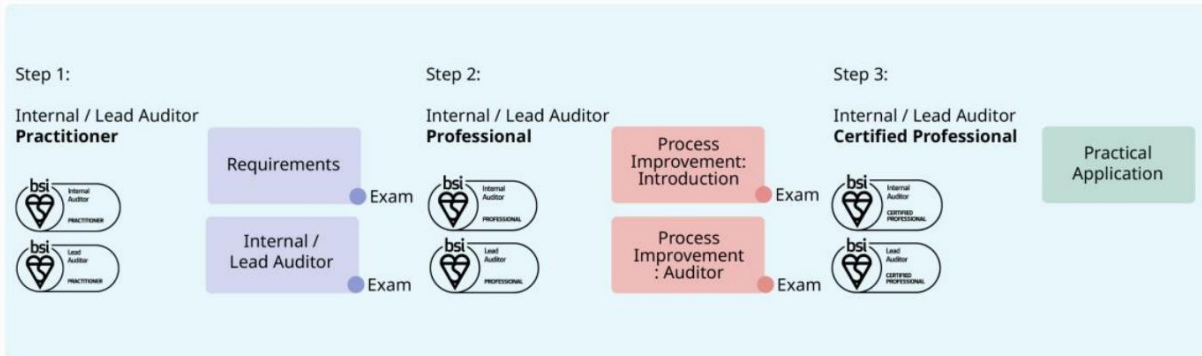 Step 1:
Internal / Lead Auditor
Practitioner
bsi
Internal
Auditor
PRACTITIONER
bsi
Lead
Auditor
PRACTITIONER
Requirements
Exam
Internal /
Lead Auditor
Exam
Step 2:
Internal / Lead Auditor
Professional
bsi
Internal
Auditor
PROFESSIONAL
bsi
Lead
Auditor
PROFESSIONAL
Process
Improvement:
Introduction
Exam
Process
Improvement
: Auditor
Exam
Step 3:
Internal / Lead Auditor
Certified Professional
bsi
Internal
Auditor
CERTIFIED
PROFESSIONAL
bsi
Lead
Auditor
CERTIFIED
PROFESSIONAL
Practical
Application